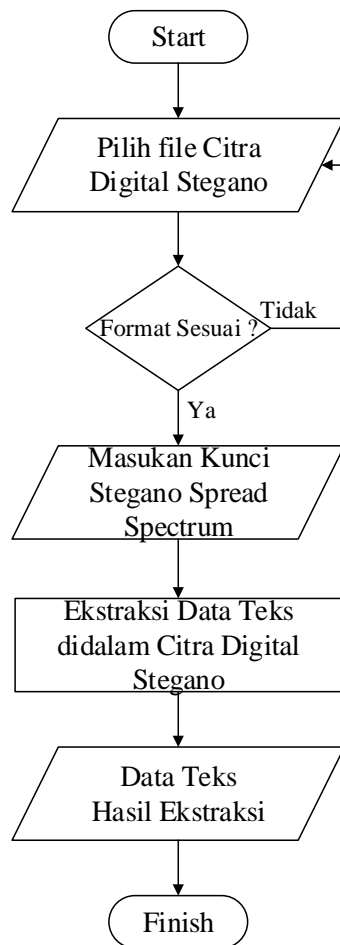 Start
Pilih file Citra
Digital Stegano
Format Sesuai ?
Tidak
Ya
Masukan Kunci
Stegano Spread
Spectrum
Ekstraksi Data Teks
didalam Citra Digital
Stegano
Data Teks
Hasil Ekstraksi
Finish